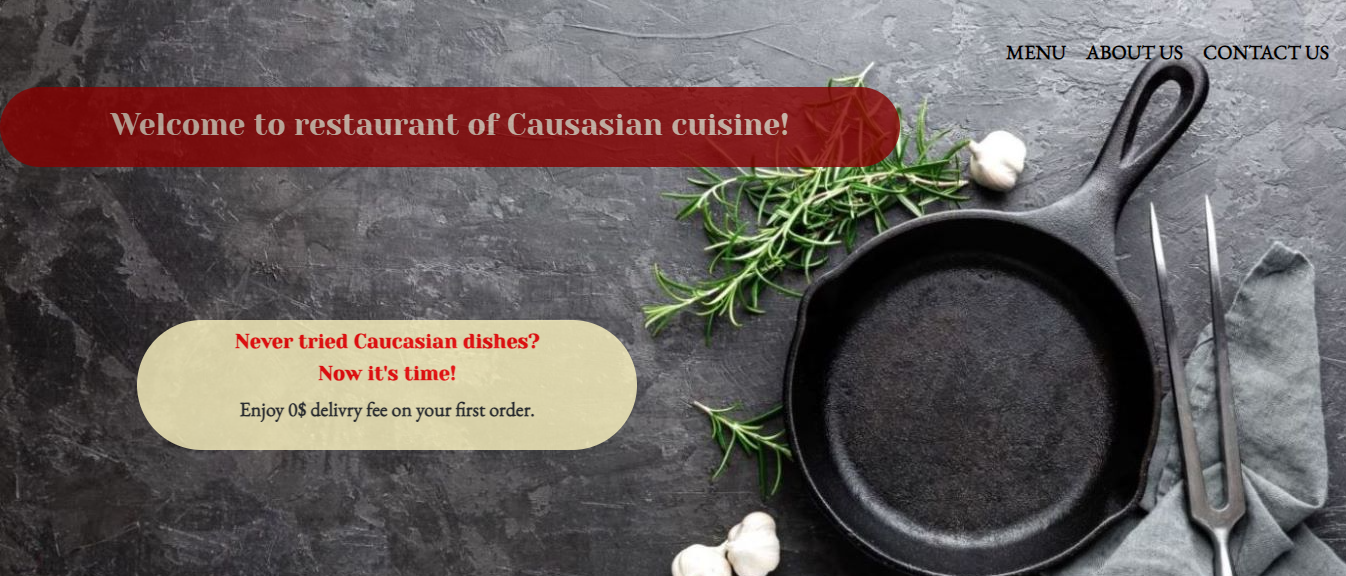 MENU ABOUT US CONTACT US
Welcome to restaurant of Causasian cuisine!
Never tried Caucasian dishes?
Now it's time!
Enjoy 0$ delivry fee on your first order.